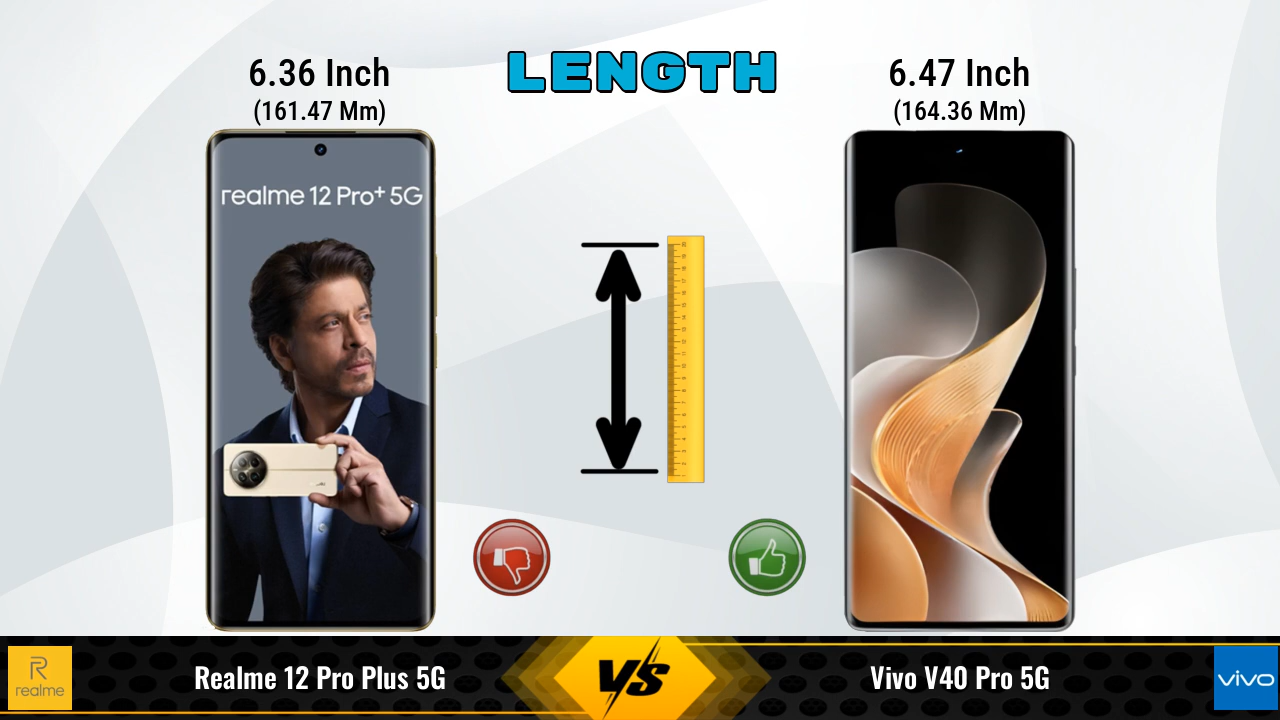 LENGTH
6.36 Inch
(161.47 Mm)
6.47 Inch
(164.36 Mm)
realme 12 Pro+ 5G
Realme 12 Pro Plus 5G
VS
Vivo V40 Pro 5G
R
realme
vivo